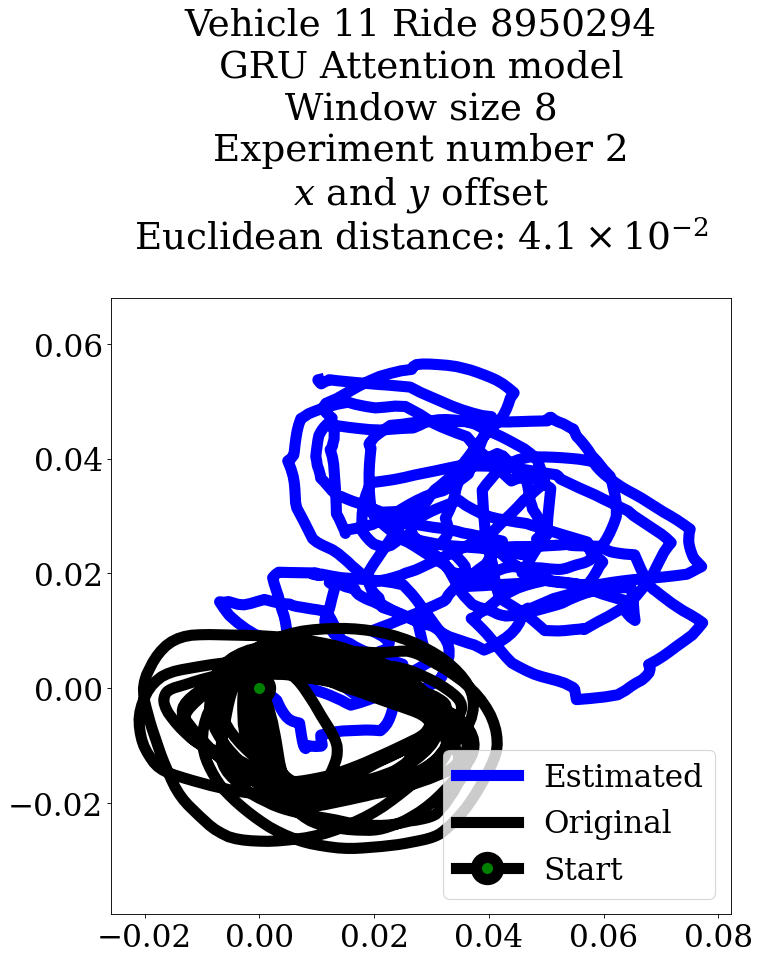 Vehicle 11 Ride 8950294
GRU Attention model
Window size 8
Experiment number 2
x and y offset
Euclidean distance: 4.1 × 10⁻²
0.06
0.04
0.02
0.00
−0.02
Estimated
Original
Start
−0.02 0.00 0.02 0.04 0.06 0.08